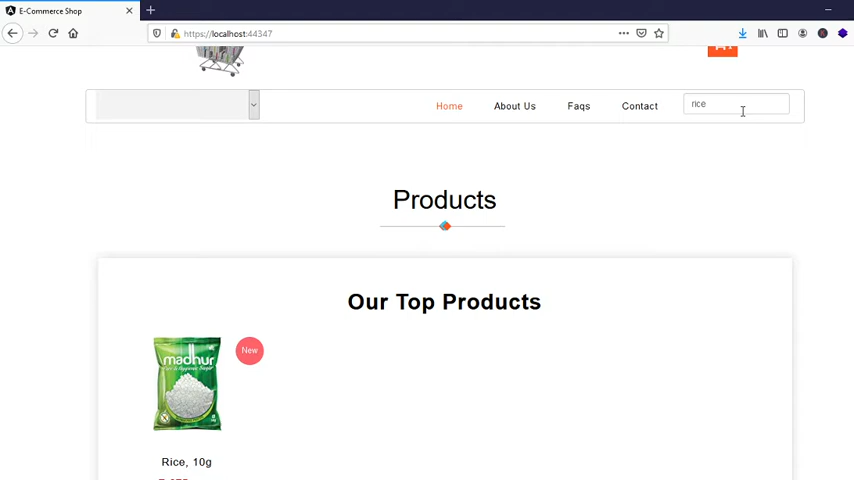 E-Commerce Shop
https://localhost:44347
rice
Home
About Us
Faqs
Contact
Products
Our Top Products
New
madhur
Rice, 10g